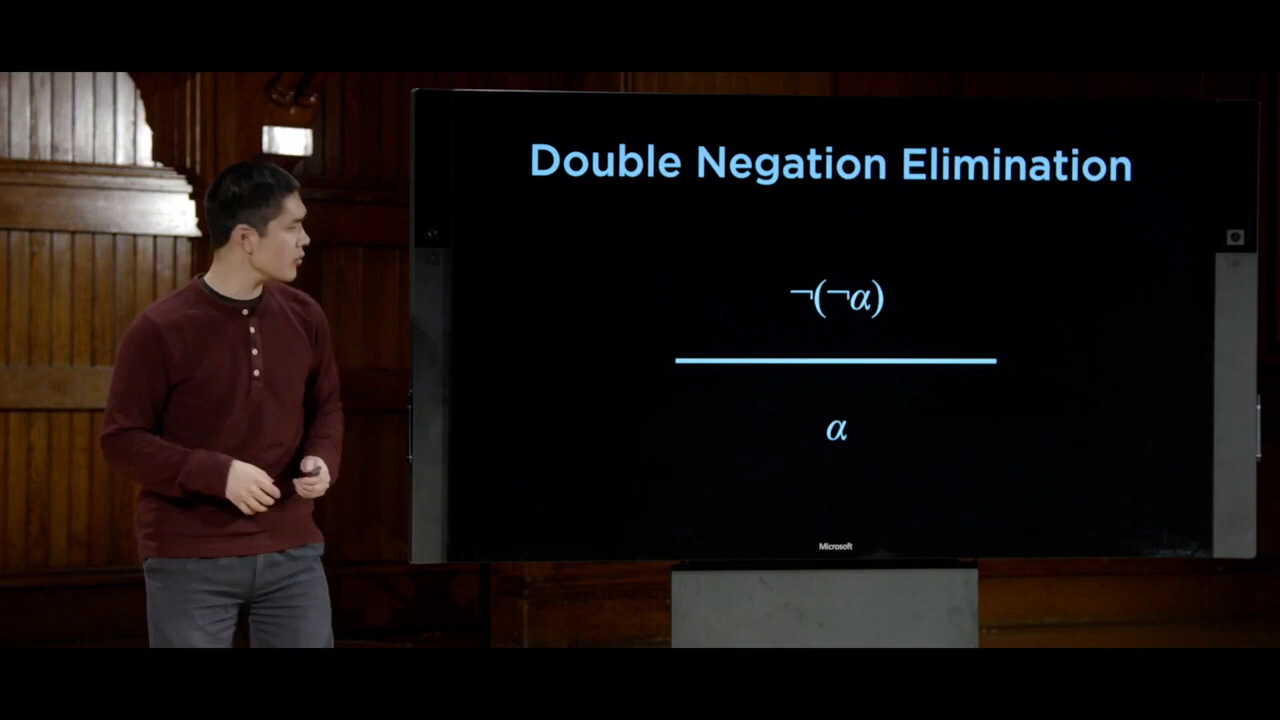 Double Negation Elimination
¬(¬α)
α
Microsoft